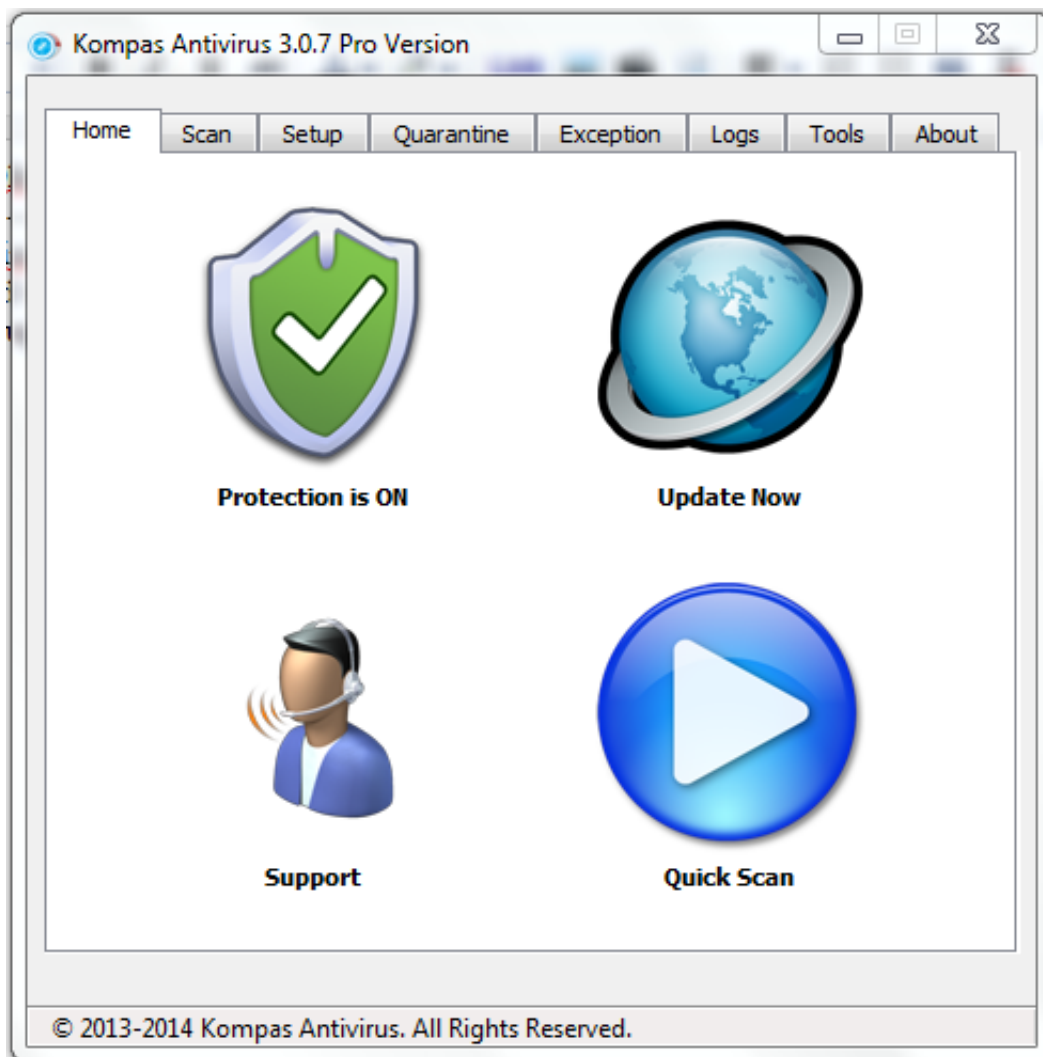 Kompas Antivirus 3.0.7 Pro Version
Home Scan Setup Quarantine Exception Logs Tools About
Protection is ON Update Now
Support Quick Scan
© 2013-2014 Kompas Antivirus. All Rights Reserved.